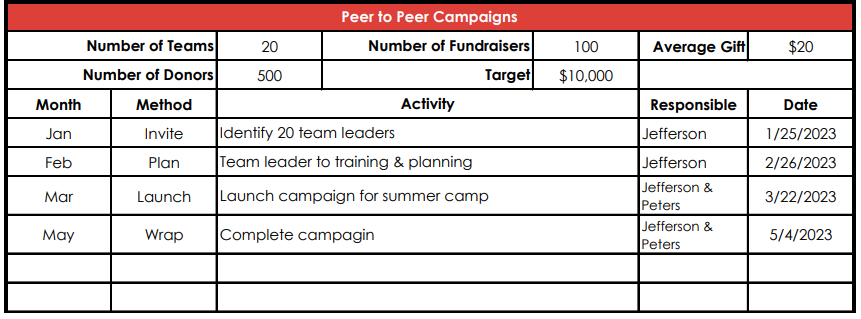 Peer to Peer Campaigns
Number of Teams 20 Number of Fundraisers 100 Average Gift $20
Number of Donors 500 Target $10,000
Month Method Activity Responsible Date
Jan Invite Identify 20 team leaders Jefferson 1/25/2023
Feb Plan Team leader to training & planning Jefferson 2/26/2023
Mar Launch Launch campaign for summer camp Jefferson & Peters 3/22/2023
May Wrap Complete campagin Jefferson & Peters 5/4/2023